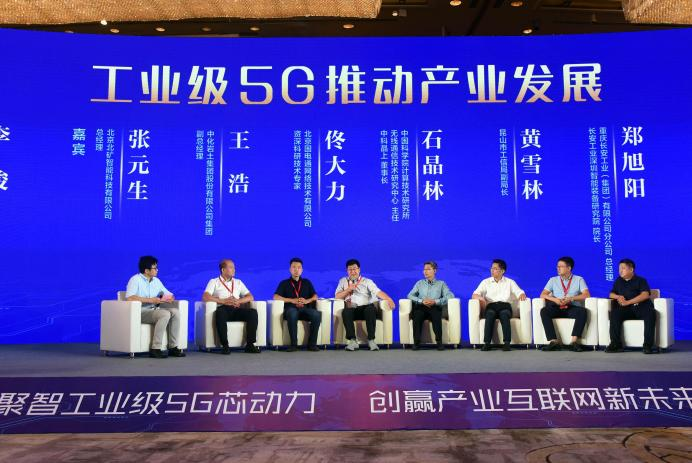 工业级5G推动产业发展
嘉宾
张元生
北京北矿智能科技有限公司
总经理
王浩
中化岩土集团股份有限公司集团
副总经理
佟大力
北京国电通网络技术有限公司
资深科研技术专家
石晶林
中国科学院计算技术研究所
无线通信技术研究中心 主任
中科晶上 董事长
黄雪林
昆山市工信局副局长
郑旭阳
重庆长安工业(集团)有限公司分公司 总经理
长安工业深圳智能装备研究院 院长
聚智工业级5G芯动力 创赢产业互联网新未来